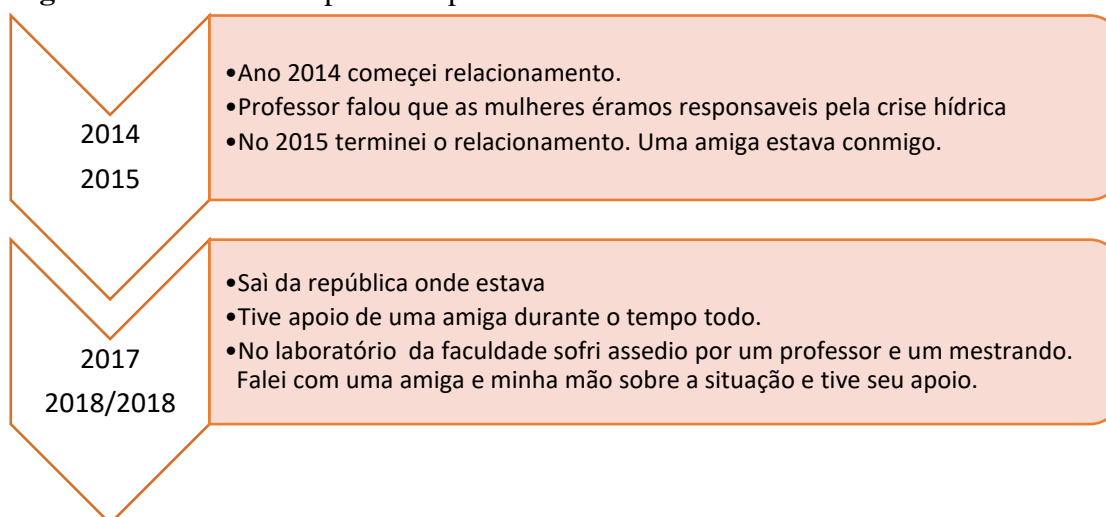 2014
2015
•Ano 2014 começei relacionamento.
•Professor falou que as mulheres éramos responsaveis pela crise hídrica
•No 2015 terminei o relacionamento. Uma amiga estava conmigo.
2017
2018/2018
•Saì da república onde estava
•Tive apoio de uma amiga durante o tempo todo.
•No laboratório da faculdade sofri assedio por um professor e um mestrando.
Falei com uma amiga e minha mão sobre a situação e tive seu apoio.